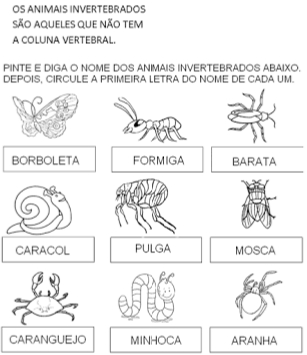 OS ANIMAIS INVERTEBRADOS
SÃO AQUELES QUE NÃO TEM
A COLUNA VERTEBRAL.
PINTE E DIGA O NOME DOS ANIMAIS INVERTEBRADOS ABAIXO.
DEPOIS, CIRCULE A PRIMEIRA LETRA DO NOME DE CADA UM.
BORBOLETA FORMIGA BARATA
CARACOL PULGA MOSCA
CARANGUEJO MINHOCA ARANHA